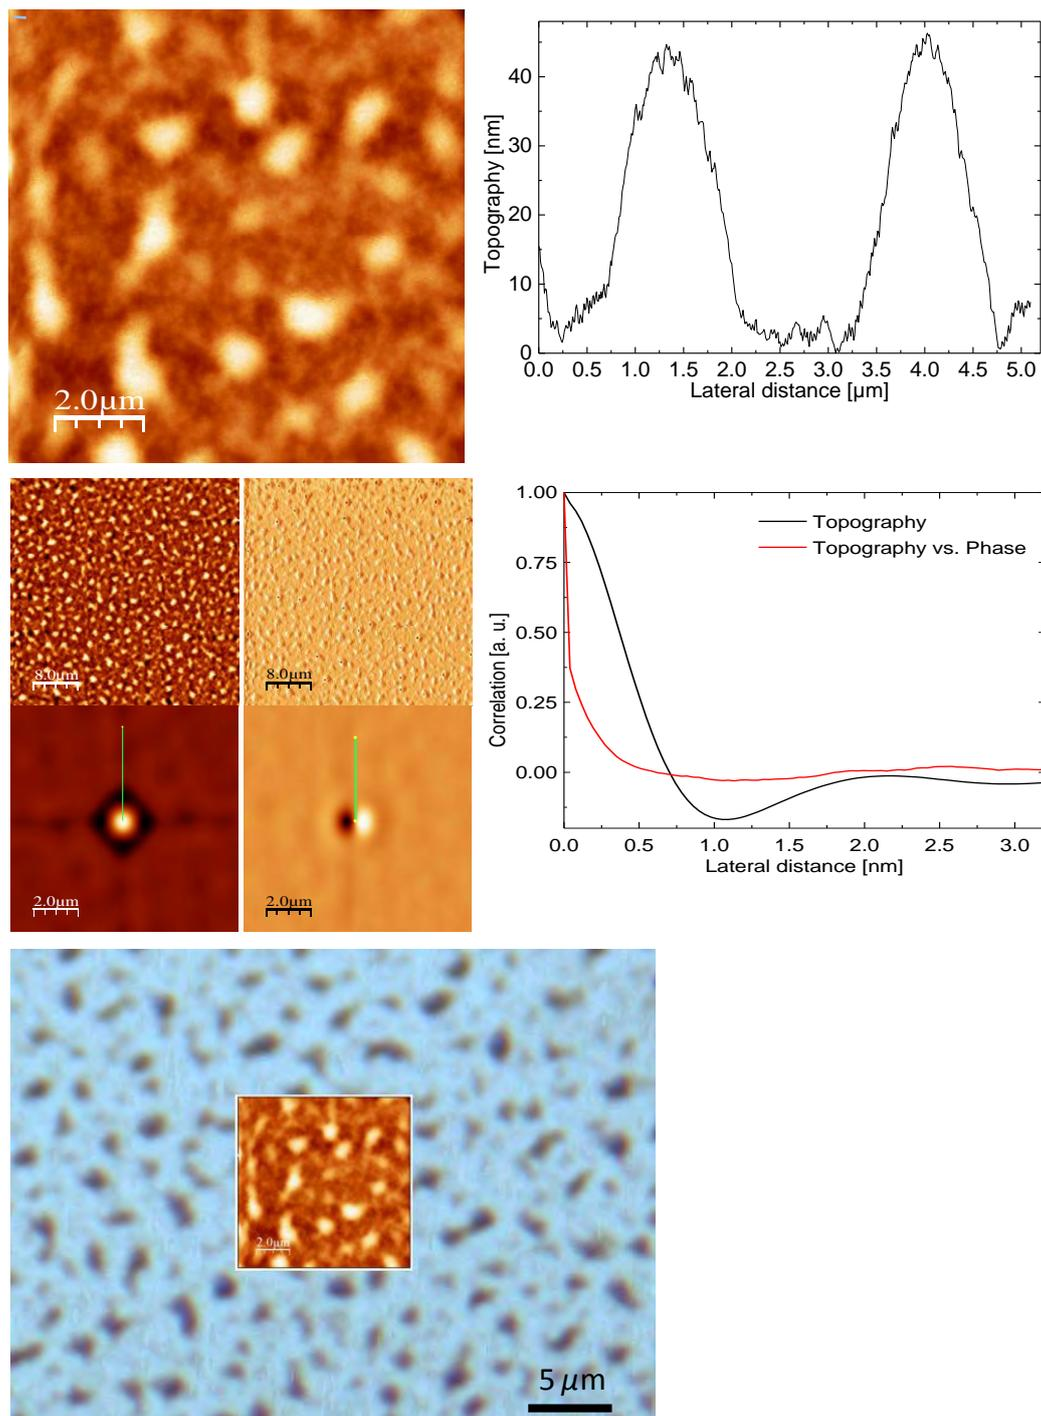 2.0μm
Topography [nm]
40
30
20
10
0
0.0 0.5 1.0 1.5 2.0 2.5 3.0 3.5 4.0 4.5 5.0
Lateral distance [μm]
8.0μm
8.0μm
2.0μm
2.0μm
Correlation [a. u.]
1.00
0.75
0.50
0.25
0.00
Topography
Topography vs. Phase
0.0 0.5 1.0 1.5 2.0 2.5 3.0
Lateral distance [nm]
2.0μm
5 μm